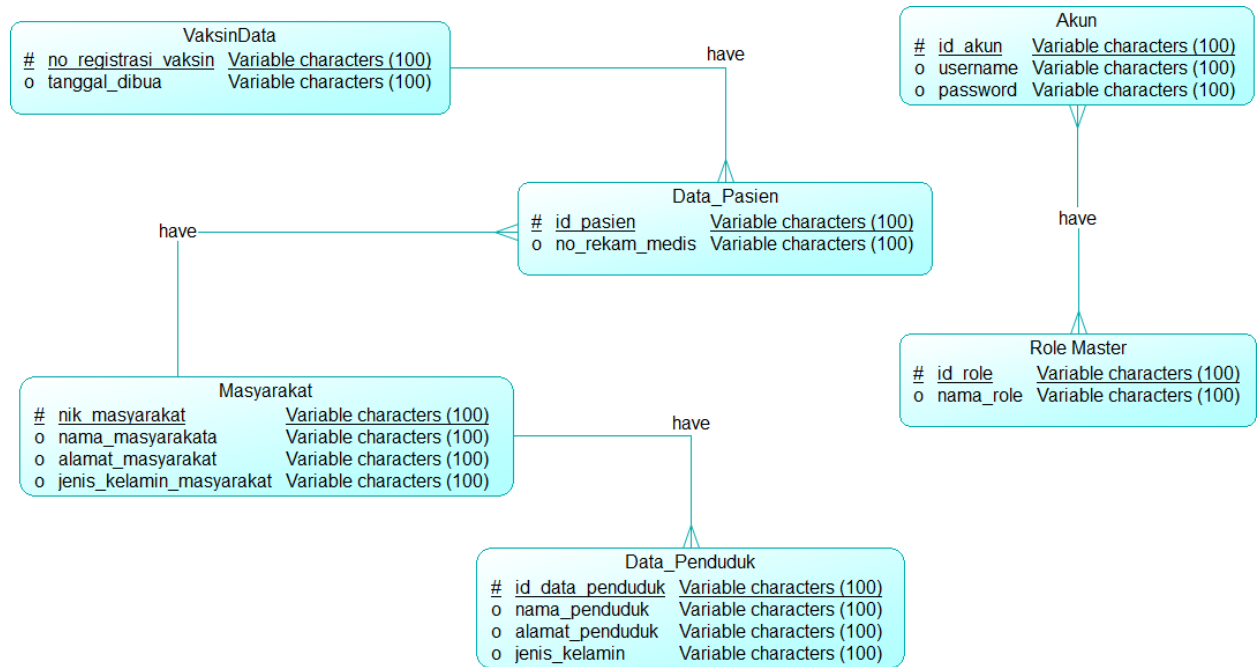 VaksinData
# no_registrasi_vaksin Variable characters (100)
o tanggal_dibua Variable characters (100)
have
Akun
# id_akun Variable characters (100)
o username Variable characters (100)
o password Variable characters (100)
Data_Pasien
# id_pasien Variable characters (100)
o no_rekam_medis Variable characters (100)
have
have
Role Master
# id_role Variable characters (100)
o nama_role Variable characters (100)
Masyarakat
# nik_masyarakat Variable characters (100)
o nama_masyarakata Variable characters (100)
o alamat_masyarakat Variable characters (100)
o jenis_kelamin_masyarakat Variable characters (100)
have
Data_Penduduk
# id_data_penduduk Variable characters (100)
o nama_penduduk Variable characters (100)
o alamat_penduduk Variable characters (100)
o jenis_kelamin Variable characters (100)